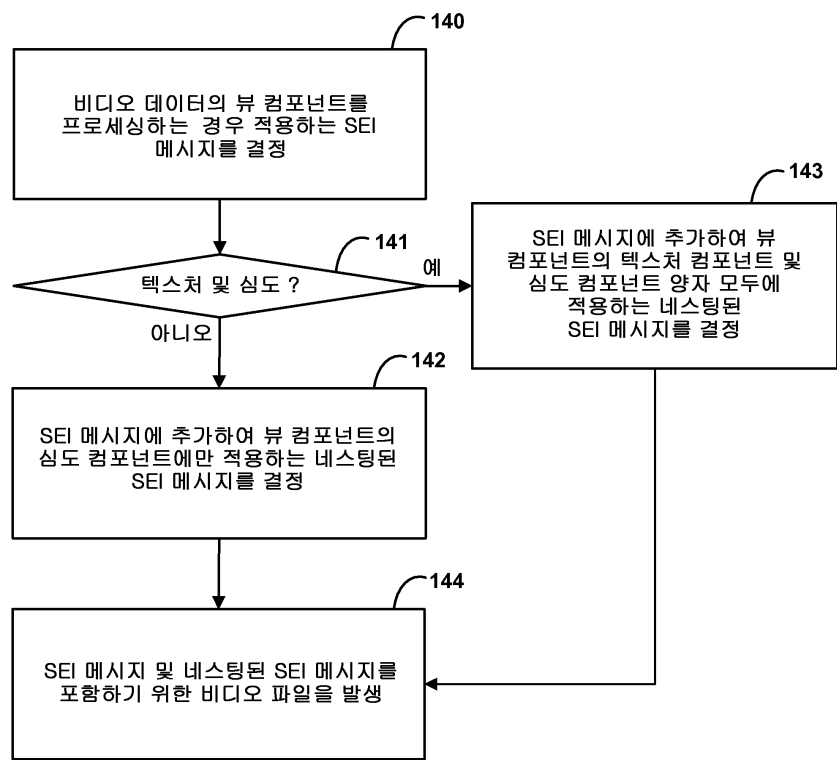 140
비디오 데이터의 뷰 컴포넌트를
프로세싱하는 경우 적용하는 SEI
메시지를 결정
141
텍스처 및 심도 ?
예
아니오
143
SEI 메시지에 추가하여 뷰
컴포넌트의 텍스처 컴포넌트 및
심도 컴포넌트 양자 모두에
적용하는 네스팅된
SEI 메시지를 결정
142
SEI 메시지에 추가하여 뷰 컴포넌트의
심도 컴포넌트에만 적용하는 네스팅된
SEI 메시지를 결정
144
SEI 메시지 및 네스팅된 SEI 메시지를
포함하기 위한 비디오 파일을 발생